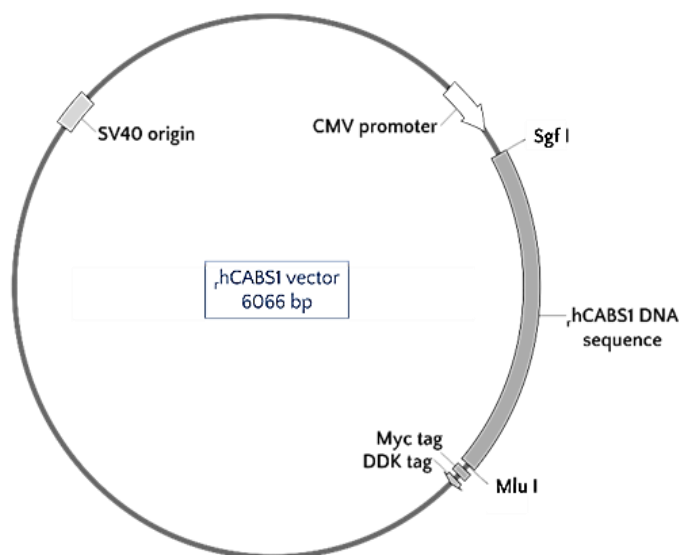 CMV promoter
Sgf I
SV40 origin
rhCABS1 vector
6066 bp
rhCABS1 DNA
sequence
Myc tag
DDK tag
Mlu I